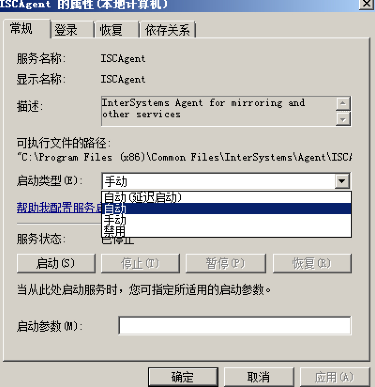 ISCAgent 的属性(本地计算机)
常规 登录 恢复 依存关系
服务名称: ISCAgent
显示名称: ISCAgent
描述: InterSystems Agent for mirroring and
other services
可执行文件的路径:
"C:\Program Files (x86)\Common Files\InterSystems\Agent\ISCA
启动类型(E): 手动
自动(延迟启动)
帮助我配置服务 自动
手动
服务状态: 禁用
启动(S) 停止(T) 暂停(P) 恢复(R)
当从此处启动服务时，您可指定所适用的启动参数。
启动参数(M):
确定 取消 应用(A)